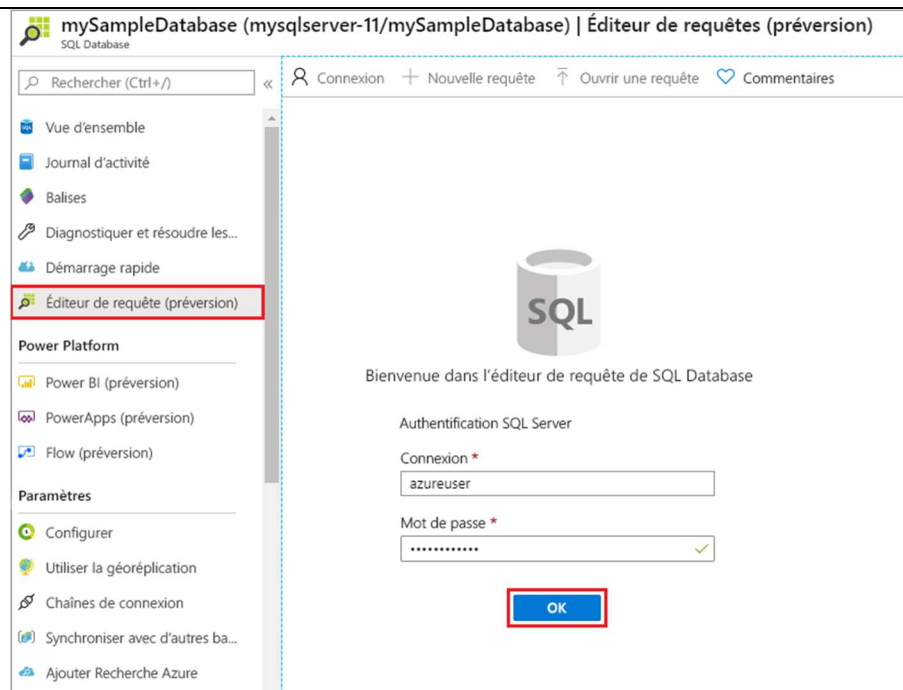 mySampleDatabase (mysqlserver-11/mySampleDatabase) | Éditeur de requêtes (préversion)
SQL Database
Rechercher (Ctrl+/)
«
Connexion
Nouvelle requête
Ouvrir une requête
Commentaires
Vue d'ensemble
Journal d'activité
Balises
Diagnostiquer et résoudre les...
Démarrage rapide
Éditeur de requête (préversion)
Power Platform
Power BI (préversion)
PowerApps (préversion)
Flow (préversion)
Paramètres
Configurer
Utiliser la géoréplication
Chaînes de connexion
Synchroniser avec d'autres ba...
Ajouter Recherche Azure
SQL
Bienvenue dans l'éditeur de requête de SQL Database
Authentification SQL Server
Connexion *
azureuser
Mot de passe *
••••••••••••
OK